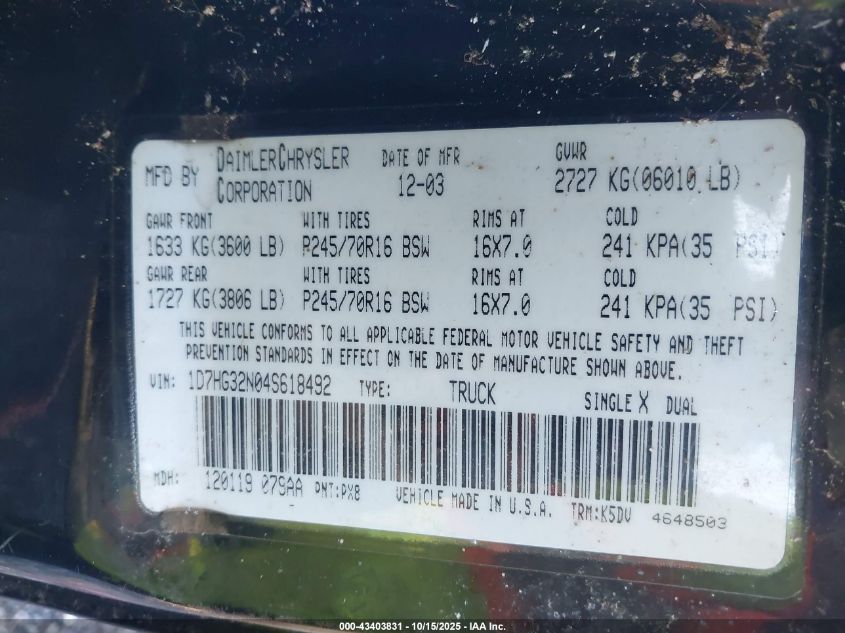 MFD BY DAIMLERCHRYSLER CORPORATION DATE OF MFR 12-03 GVWR 2727 KG(06010 LB)
GAWR FRONT WITH TIRES RIMS AT COLD
1633 KG(3600 LB) P245/70R16 BSW 16X7.0 241 KPA(35 PSI)
GAWR REAR WITH TIRES RIMS AT COLD
1727 KG(3806 LB) P245/70R16 BSW 16X7.0 241 KPA(35 PSI)
THIS VEHICLE CONFORMS TO ALL APPLICABLE FEDERAL MOTOR VEHICLE SAFETY AND THEFT
PREVENTION STANDARDS IN EFFECT ON THE DATE OF MANUFACTURE SHOWN ABOVE.
VIN: 1D7HG32N04S618492 TYPE: TRUCK SINGLE X DUAL
MDH: 120119 079AA PNT:PX8 VEHICLE MADE IN U.S.A. TRM:K5DV 4648503
000-43403831 - 10/15/2025 - IAA Inc.